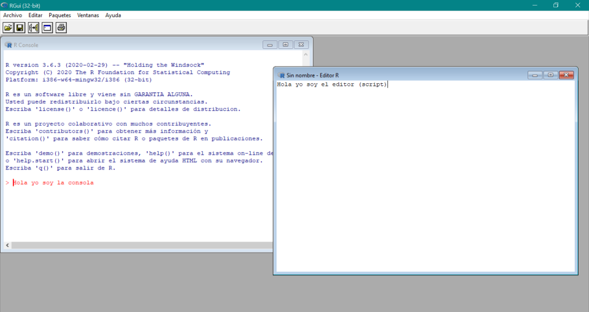 RGui (32-bit)
Archivo Editar Paquetes Ventanas Ayuda
R Console
R version 3.6.3 (2020-02-29) -- "Holding the Windsock"
Copyright (C) 2020 The R Foundation for Statistical Computing
Platform: i386-w64-mingw32/i386 (32-bit)
R es un software libre y viene sin GARANTIA ALGUNA.
Usted puede redistribuirlo bajo ciertas circunstancias.
Escriba 'license()' o 'licence()' para detalles de distribucion.
R es un proyecto colaborativo con muchos contribuyentes.
Escriba 'contributors()' para obtener más información y
'citation()' para saber cómo citar R o paquetes de R en publicaciones.
Escriba 'demo()' para demostraciones, 'help()' para el sistema on-line de
o 'help.start()' para abrir el sistema de ayuda HTML con su navegador.
Escriba 'q()' para salir de R.
> Hola yo soy la consola
Sin nombre - Editor R
Hola yo soy el editor (script)